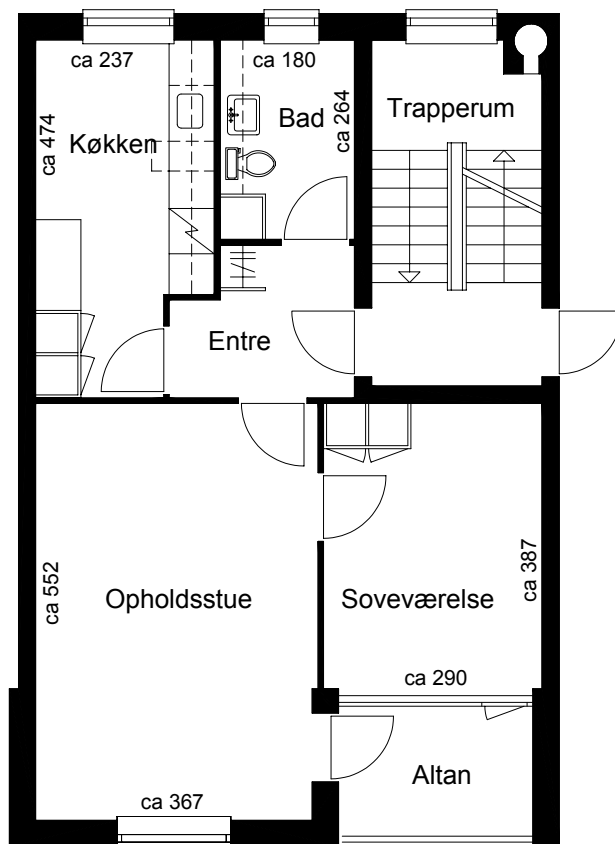 ca 237
ca 180
ca 474
Køkken
Bad
ca 264
Trapperum
Entre
ca 552
Opholdsstue
Soveværelse
ca 387
ca 290
ca 367
Altan